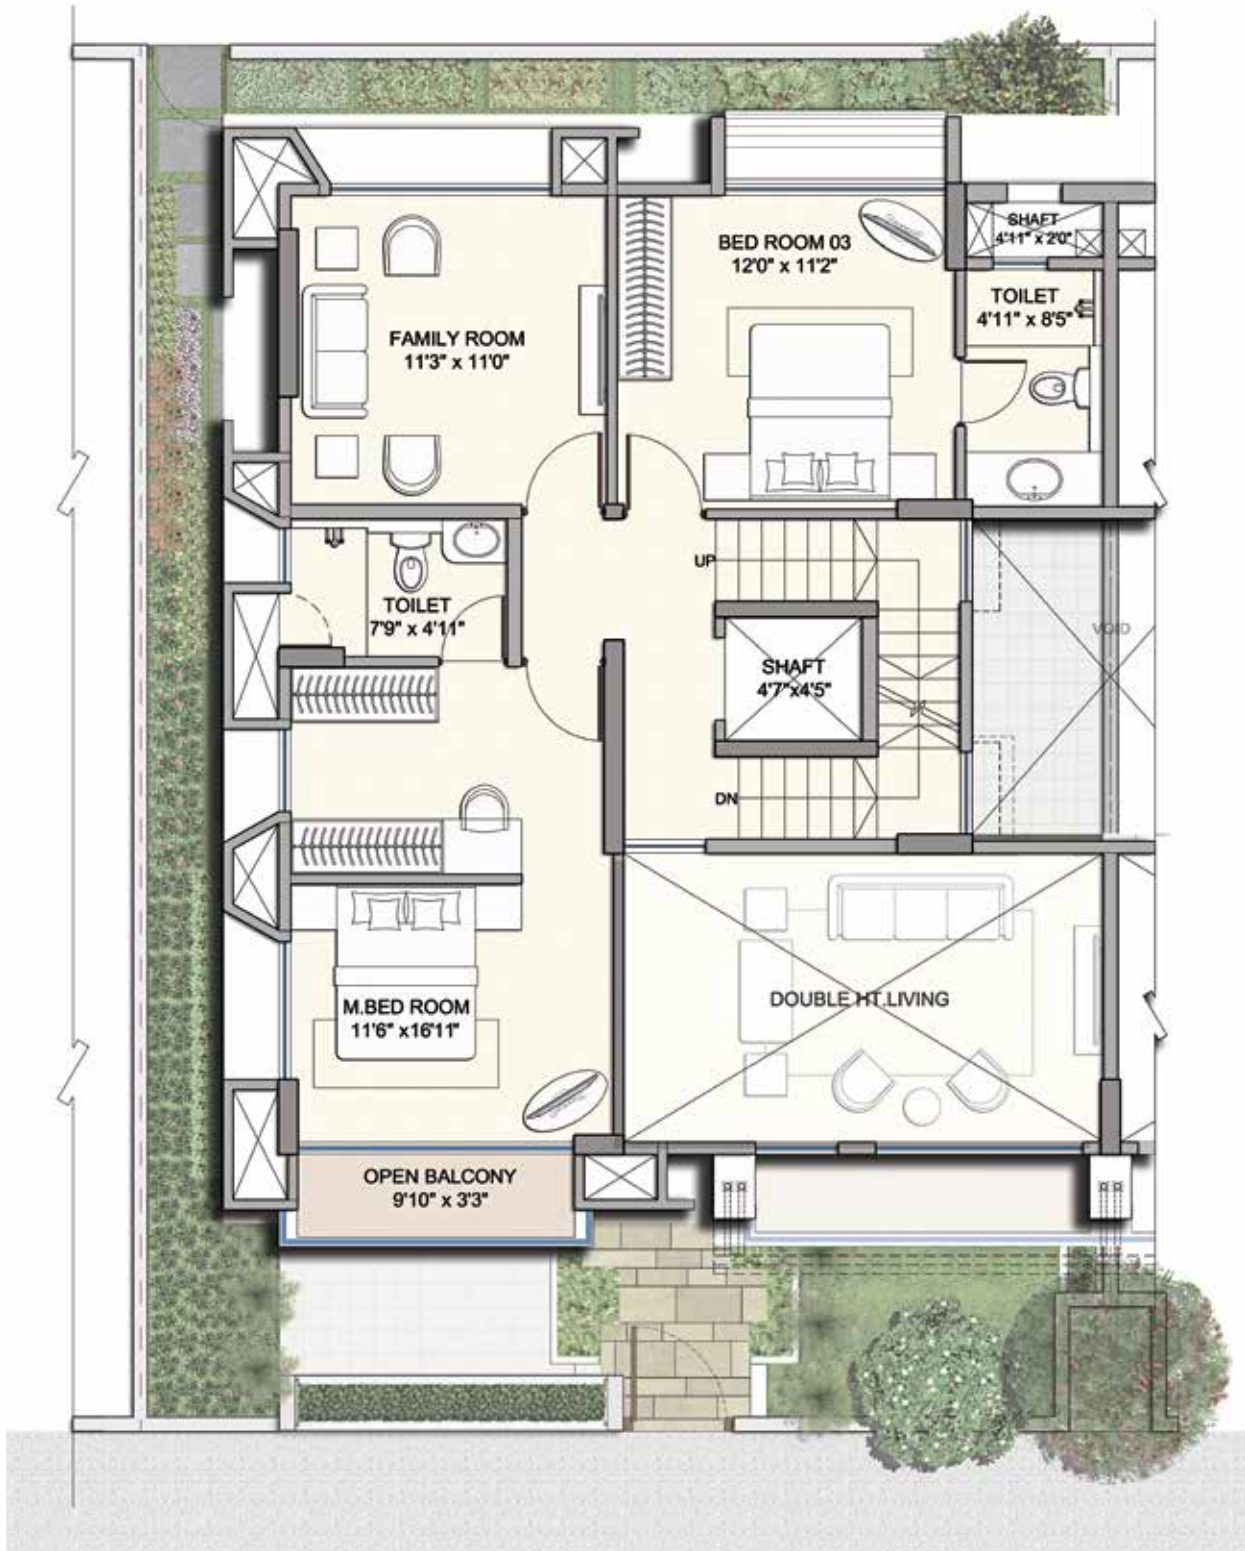 BED ROOM 03
12'0" x 11'2"
SHAFT
4'11" x 2'0"
TOILET
4'11" x 8'5"
FAMILY ROOM
11'3" x 11'0"
UP
TOILET
7'9" x 4'11"
VOID
SHAFT
4'7"x4'5"
DN
M.BED ROOM
11'6" x16'11"
DOUBLE HT.LIVING
OPEN BALCONY
9'10" x 3'3"